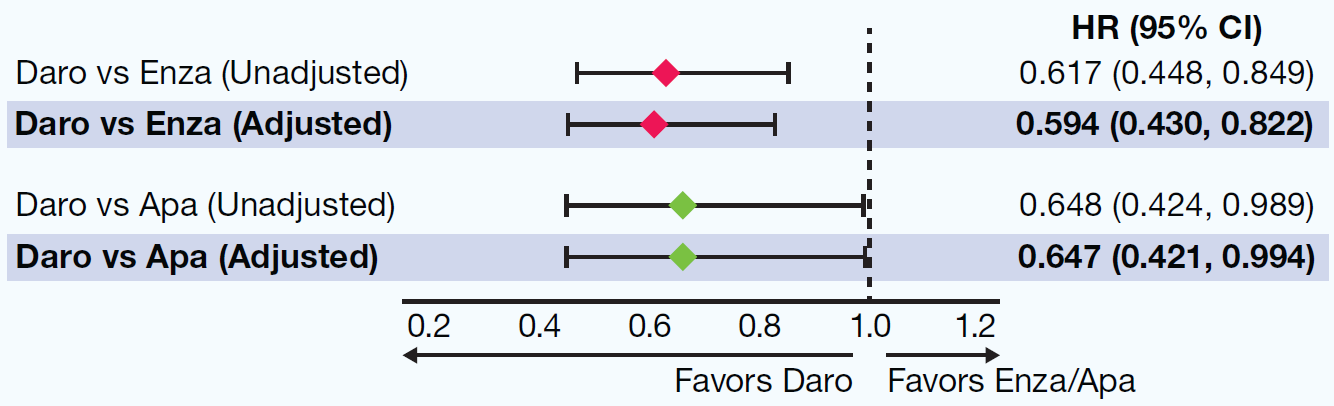 HR (95% CI)
Daro vs Enza (Unadjusted) 0.617 (0.448, 0.849)
Daro vs Enza (Adjusted) 0.594 (0.430, 0.822)
Daro vs Apa (Unadjusted) 0.648 (0.424, 0.989)
Daro vs Apa (Adjusted) 0.647 (0.421, 0.994)
0.2 0.4 0.6 0.8 1.0 1.2
Favors Daro Favors Enza/Apa